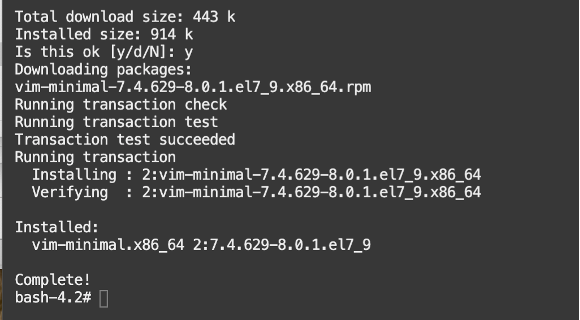 Total download size: 443 k
Installed size: 914 k
Is this ok [y/d/N]: y
Downloading packages:
vim-minimal-7.4.629-8.0.1.el7_9.x86_64.rpm
Running transaction check
Running transaction test
Transaction test succeeded
Running transaction
  Installing : 2:vim-minimal-7.4.629-8.0.1.el7_9.x86_64
  Verifying  : 2:vim-minimal-7.4.629-8.0.1.el7_9.x86_64

Installed:
  vim-minimal.x86_64 2:7.4.629-8.0.1.el7_9

Complete!
bash-4.2#